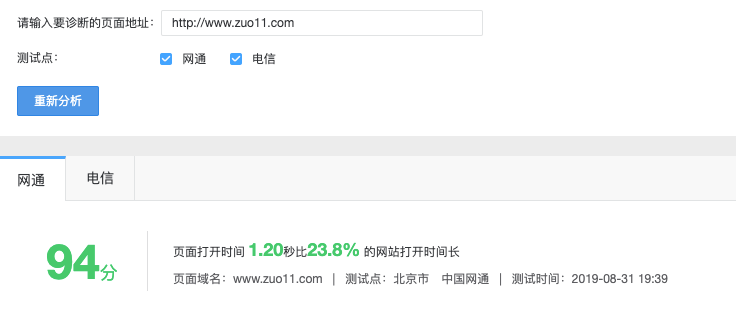 请输入要诊断的页面地址: http://www.zuo11.com
测试点: 网通 电信
重新分析
网通 电信
94分
页面打开时间 1.20秒比23.8% 的网站打开时间长
页面域名: www.zuo11.com | 测试点: 北京市 中国网通 | 测试时间: 2019-08-31 19:39